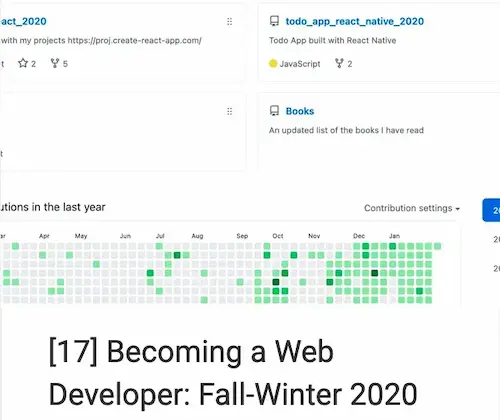 act_2020
with my projects https://proj.create-react-app.com/
t 2 5
todo_app_react_native_2020
Todo App built with React Native
JavaScript 2
t
Books
An updated list of the books I have read
utions in the last year
Contribution settings
20
20
20
ar Apr May Jun Jul Aug Sep Oct Nov Dec Jan
[17] Becoming a Web
Developer: Fall-Winter 2020